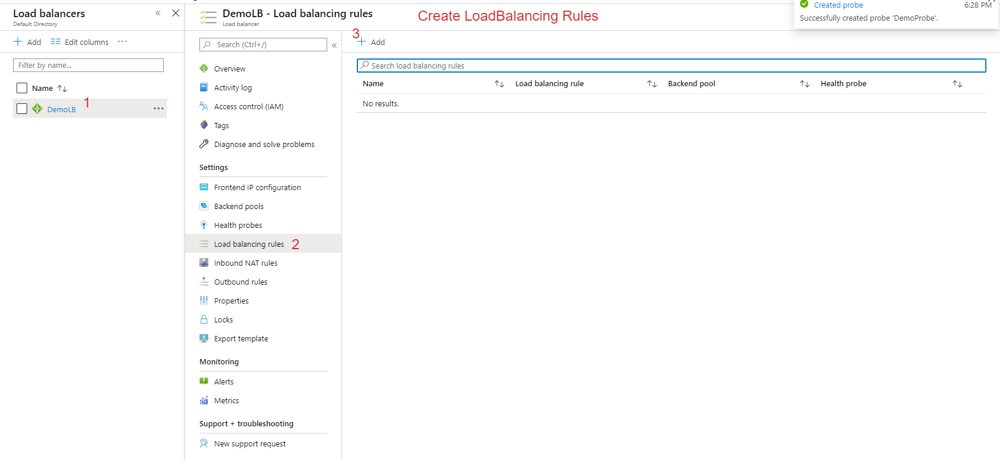 Load balancers
Default Directory
Add
Edit columns
Filter by name...
Name
DemoLB
1
DemoLB - Load balancing rules
Load balancer
Create LoadBalancing Rules
Search (Ctrl+/)
Overview
Activity log
Access control (IAM)
Tags
Diagnose and solve problems
Settings
Frontend IP configuration
Backend pools
Health probes
Load balancing rules
2
Inbound NAT rules
Outbound rules
Properties
Locks
Export template
Monitoring
Alerts
Metrics
Support + troubleshooting
New support request
3
Add
Search load balancing rules
Name
Load balancing rule
Backend pool
Health probe
No results.
Created probe
6:28 PM
Successfully created probe 'DemoProbe'.